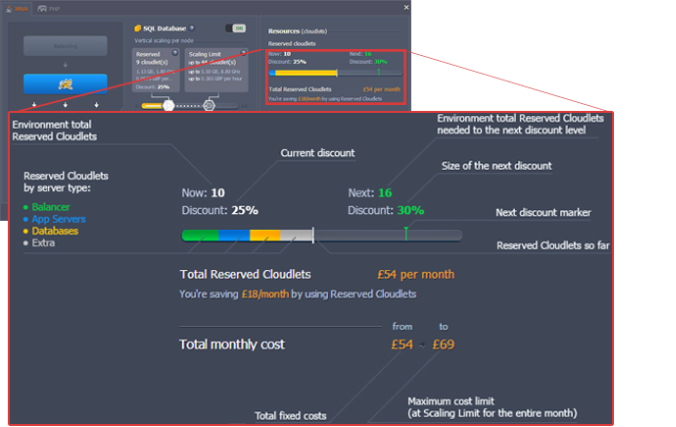 JAVA
PHP
SQL Database
Vertical scaling per node
Reserved
9 cloudlet(s)
Discount: 25%
Scaling Limit
up to
Resources (cloudlets)
Reserved cloudlets
Now: 10
Next: 16
Discount: 25%
Discount: 30%
Total Reserved Cloudlets
£54 per month
You're saving £18/month by using Reserved Cloudlets
Environment total
Reserved Cloudlets
Environment total Reserved Cloudlets
needed to the next discount level
Current discount
Size of the next discount
Reserved Cloudlets
by server type:
Balancer
App Servers
Databases
Extra
Now: 10
Next: 16
Discount: 25%
Discount: 30%
Next discount marker
Reserved Cloudlets so far
Total Reserved Cloudlets
£54 per month
You're saving £18/month by using Reserved Cloudlets
from
to
Total monthly cost
£54 - £69
Total fixed costs
Maximum cost limit
(at Scaling Limit for the entire month)